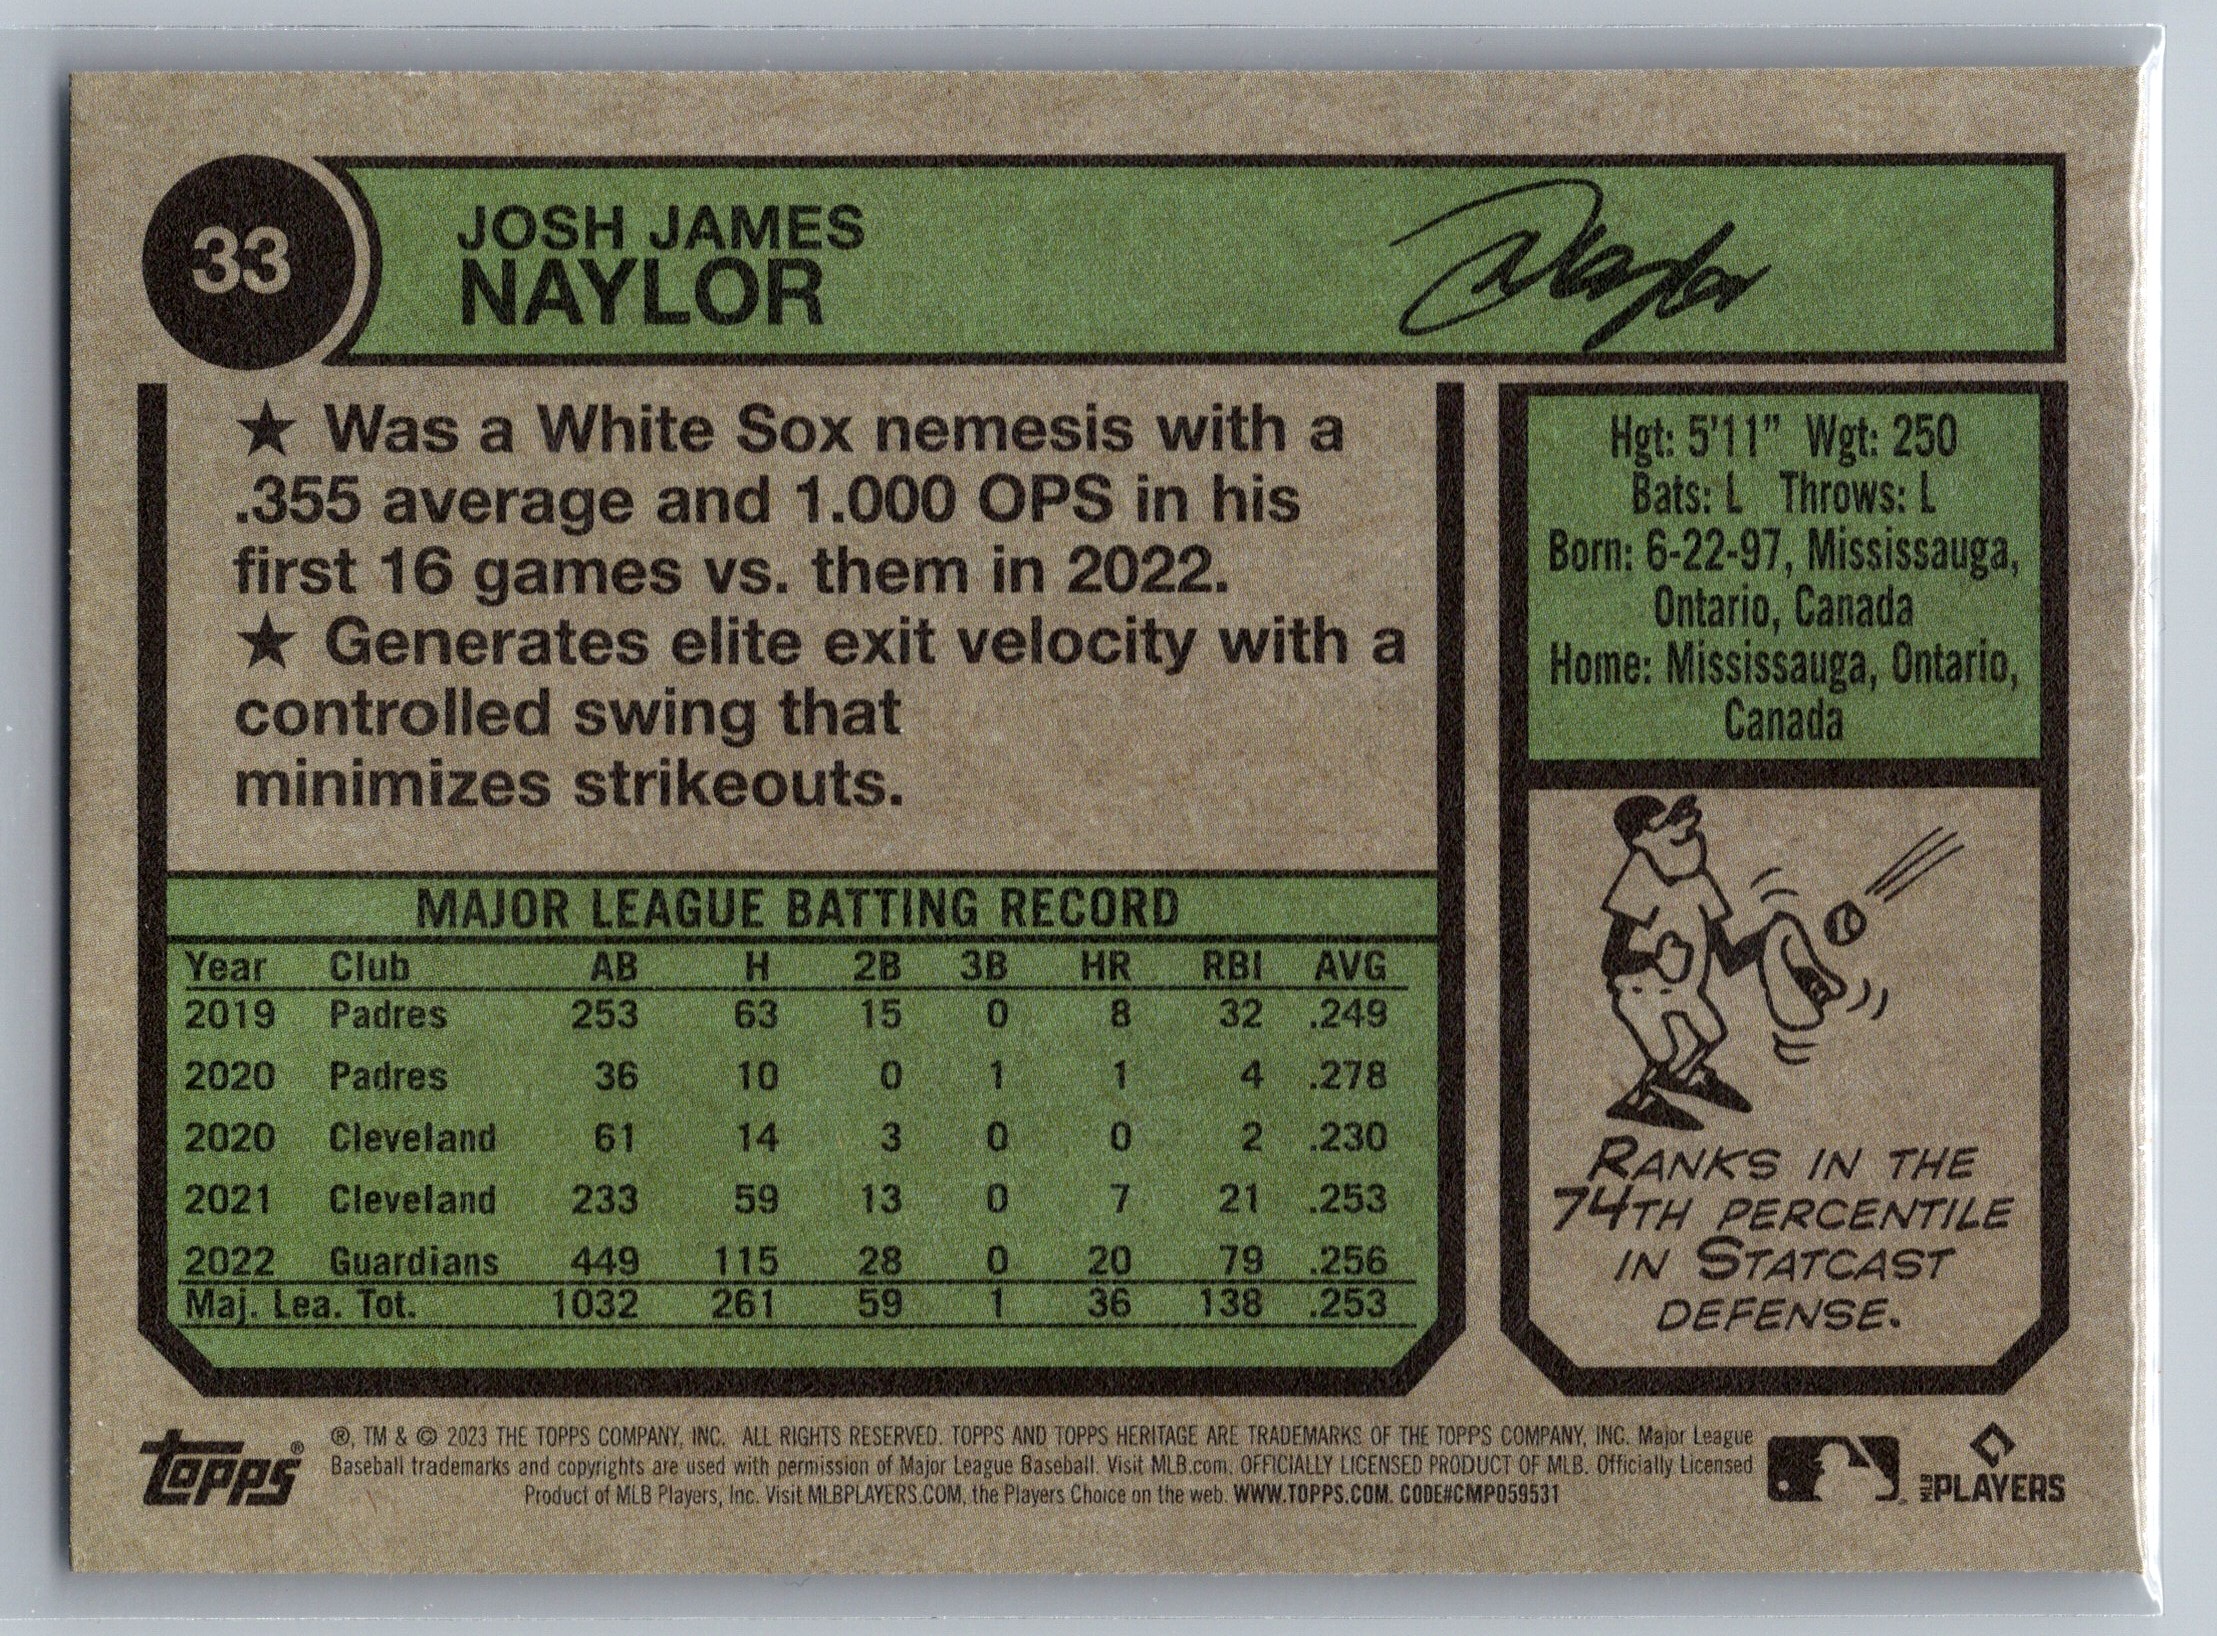 33
JOSH JAMES
NAYLOR
Naylor
★ Was a White Sox nemesis with a
.355 average and 1.000 OPS in his
first 16 games vs. them in 2022.
★ Generates elite exit velocity with a
controlled swing that
minimizes strikeouts.
Hgt: 5'11” Wgt: 250
Bats: L Throws: L
Born: 6-22-97, Mississauga,
Ontario, Canada
Home: Mississauga, Ontario,
Canada
MAJOR LEAGUE BATTING RECORD
Year Club AB H 2B 3B HR RBI AVG
2019 Padres 253 63 15 0 8 32 .249
2020 Padres 36 10 0 1 1 4 .278
2020 Cleveland 61 14 3 0 0 2 .230
2021 Cleveland 233 59 13 0 7 21 .253
2022 Guardians 449 115 28 0 20 79 .256
Maj. Lea. Tot. 1032 261 59 1 36 138 .253
RANKS IN THE
74TH PERCENTILE
IN STATCAST
DEFENSE.
topps®
®, TM & © 2023 THE TOPPS COMPANY, INC. ALL RIGHTS RESERVED. TOPPS AND TOPPS HERITAGE ARE TRADEMARKS OF THE TOPPS COMPANY, INC. Major League
Baseball trademarks and copyrights are used with permission of Major League Baseball. Visit MLB.com. OFFICIALLY LICENSED PRODUCT OF MLB. Officially Licensed
Product of MLB Players, Inc. Visit MLBPLAYERS.COM, the Players Choice on the web. WWW.TOPPS.COM. CODE#CMP059531
MLB PLAYERS